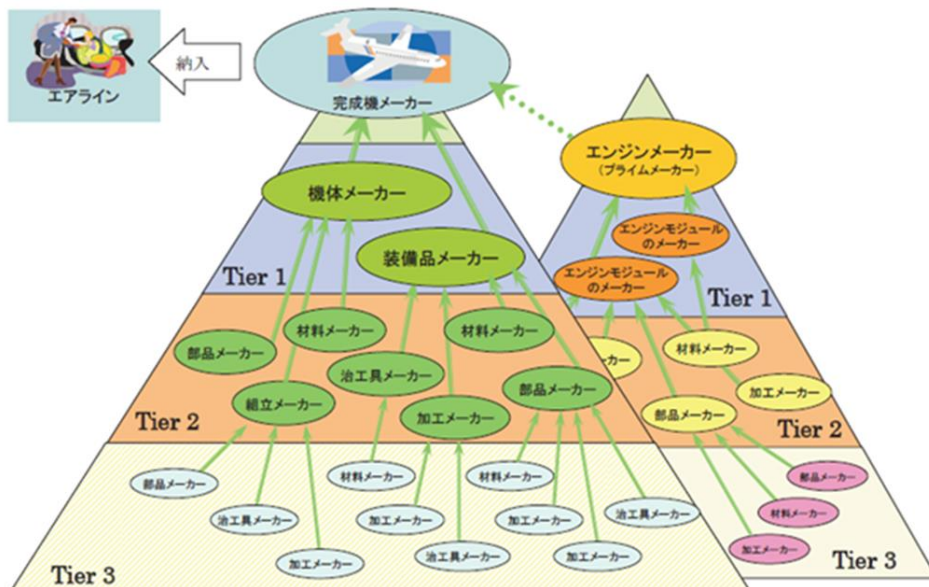 エアライン
納入
完成機メーカー
エンジンメーカー
(プライムメーカー)
機体メーカー
エンジンモジュール
のメーカー
装備品メーカー
エンジンモジュール
のメーカー
Tier 1
Tier 1
材料メーカー
材料メーカー
部品メーカー
材料メーカー
治工具メーカー
部品メーカー
加工メーカー
組立メーカー
加工メーカー
部品メーカー
Tier 2
Tier 2
部品メーカー
材料メーカー
材料メーカー
部品メーカー
治工具メーカー
加工メーカー
加工メーカー
治工具メーカー
材料メーカー
加工メーカー
治工具メーカー
加工メーカー
加工メーカー
Tier 3
Tier 3